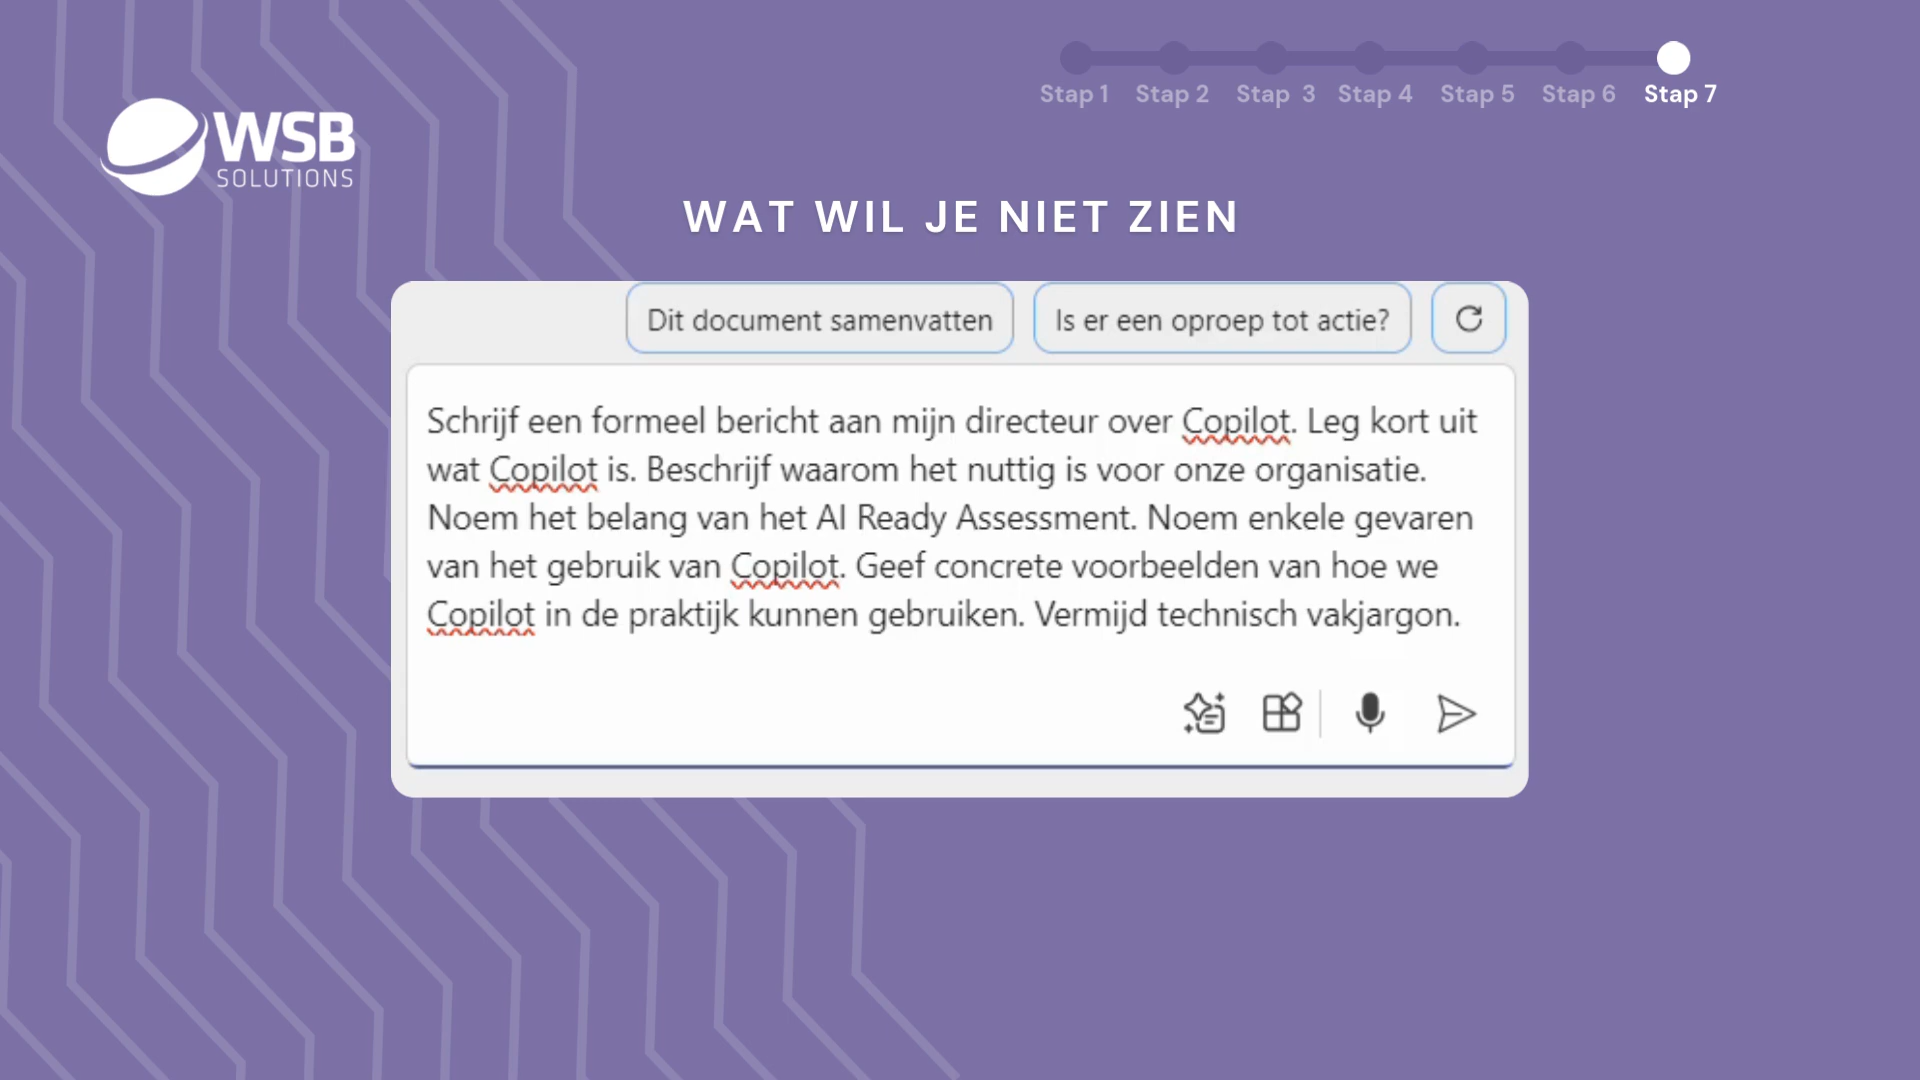 Stap 1 Stap 2 Stap 3 Stap 4 Stap 5 Stap 6 Stap 7
WSB
SOLUTIONS
WAT WIL JE NIET ZIEN
Dit document samenvatten
Is er een oproep tot actie?
Schrijf een formeel bericht aan mijn directeur over Copilot. Leg kort uit
wat Copilot is. Beschrijf waarom het nuttig is voor onze organisatie.
Noem het belang van het AI Ready Assessment. Noem enkele gevaren
van het gebruik van Copilot. Geef concrete voorbeelden van hoe we
Copilot in de praktijk kunnen gebruiken. Vermijd technisch vakjargon.